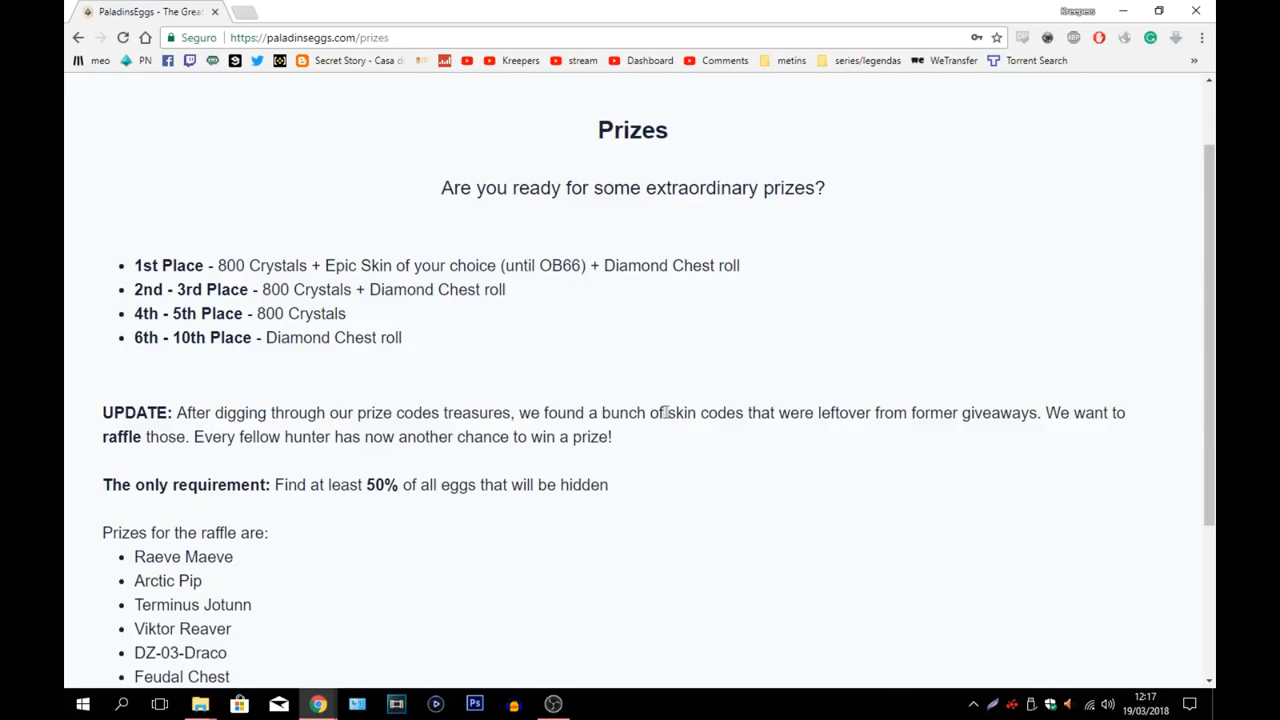 PaladinsEggs - The Great
Kreepers
Seguro
https://paladinseggs.com/prizes
meo
PN
Secret Story - Casa d
Kreepers
stream
Dashboard
Comments
metins
series/legendas
we
WeTransfer
Torrent Search
Prizes
Are you ready for some extraordinary prizes?
• 1st Place - 800 Crystals + Epic Skin of your choice (until OB66) + Diamond Chest roll
• 2nd - 3rd Place - 800 Crystals + Diamond Chest roll
• 4th - 5th Place - 800 Crystals
• 6th - 10th Place - Diamond Chest roll
UPDATE: After digging through our prize codes treasures, we found a bunch of skin codes that were leftover from former giveaways. We want to
raffle those. Every fellow hunter has now another chance to win a prize!
The only requirement: Find at least 50% of all eggs that will be hidden
Prizes for the raffle are:
• Raeve Maeve
• Arctic Pip
• Terminus Jotunn
• Viktor Reaver
• DZ-03-Draco
• Feudal Chest
Ps
12:17
19/03/2018